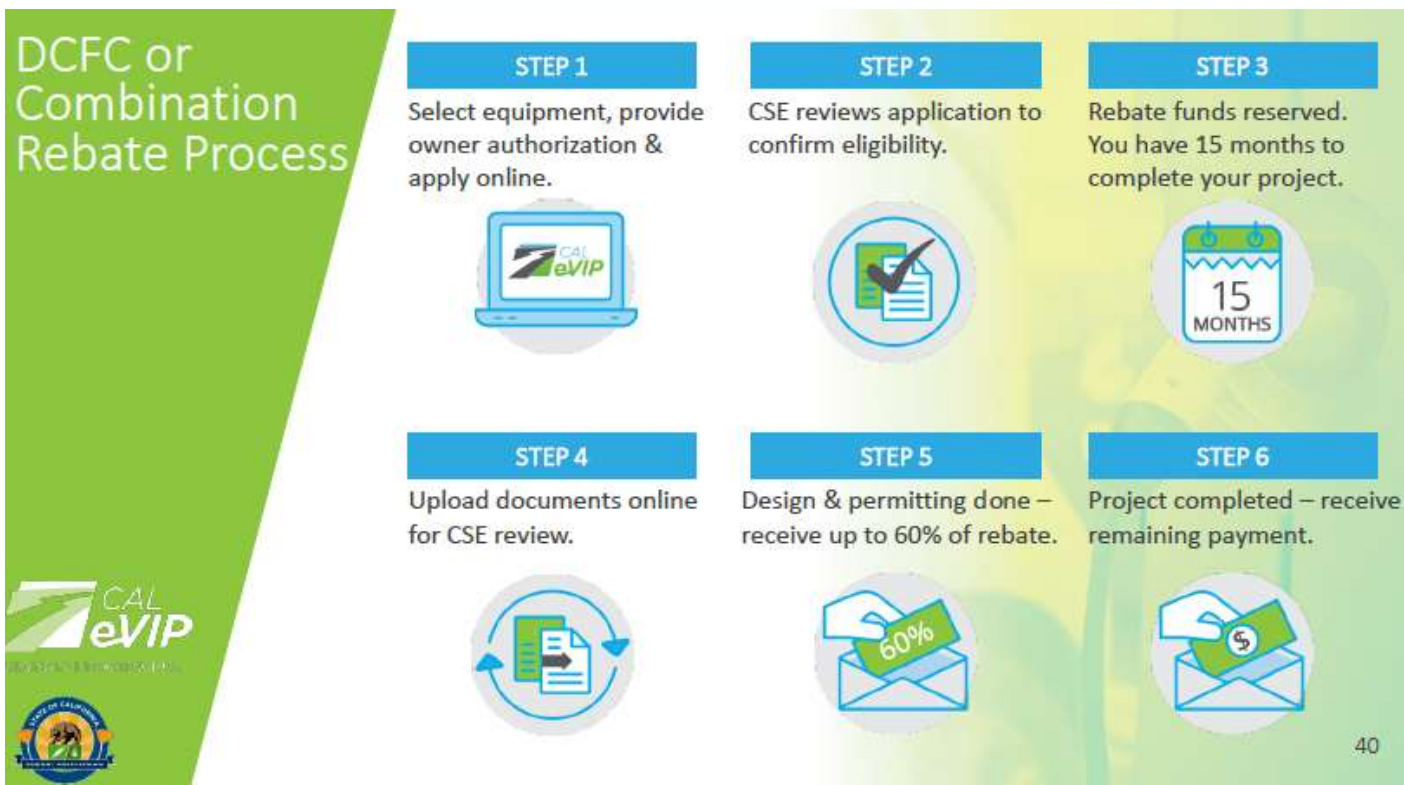 DCFC or
Combination
Rebate Process
STEP 1
Select equipment, provide
owner authorization &
apply online.
CAL
eVIP
STEP 2
CSE reviews application to
confirm eligibility.
STEP 3
Rebate funds reserved.
You have 15 months to
complete your project.
15
MONTHS
STEP 4
Upload documents online
for CSE review.
STEP 5
Design & permitting done –
receive up to 60% of rebate.
60%
STEP 6
Project completed – receive
remaining payment.
$
CAL
eVIP
STATE OF CALIFORNIA
40